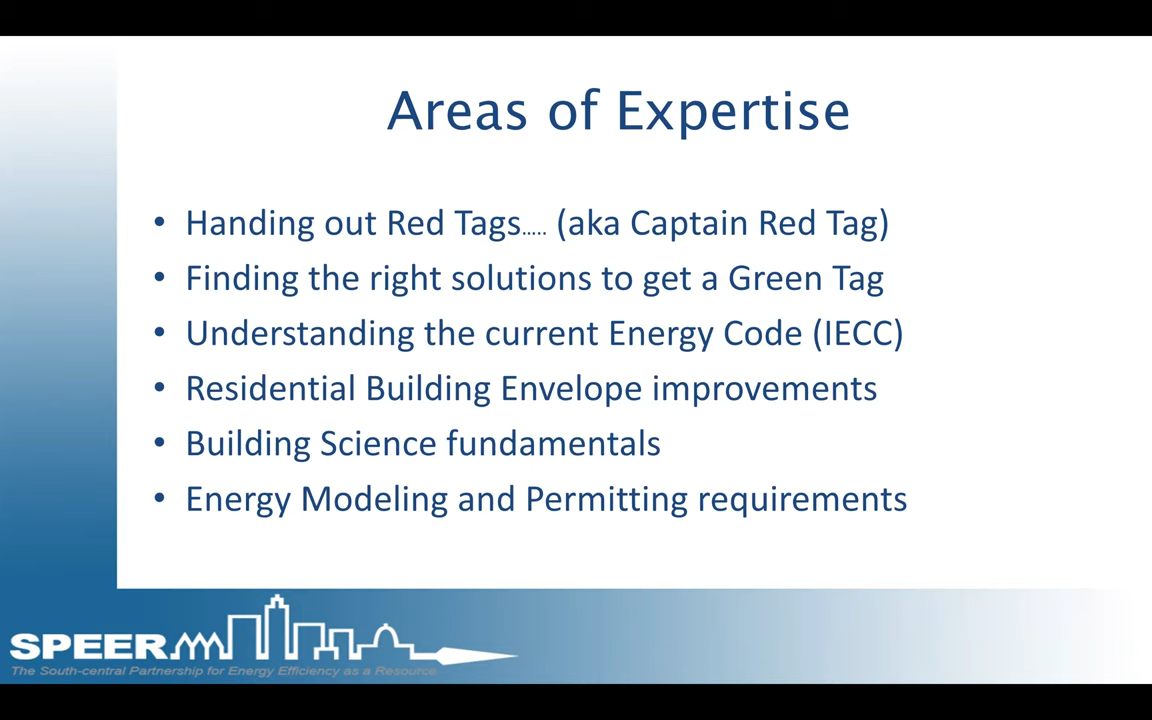 Areas of Expertise
• Handing out Red Tags..... (aka Captain Red Tag)
• Finding the right solutions to get a Green Tag
• Understanding the current Energy Code (IECC)
• Residential Building Envelope improvements
• Building Science fundamentals
• Energy Modeling and Permitting requirements
SPEER
The South-central Partnership for Energy Efficiency as a Resource